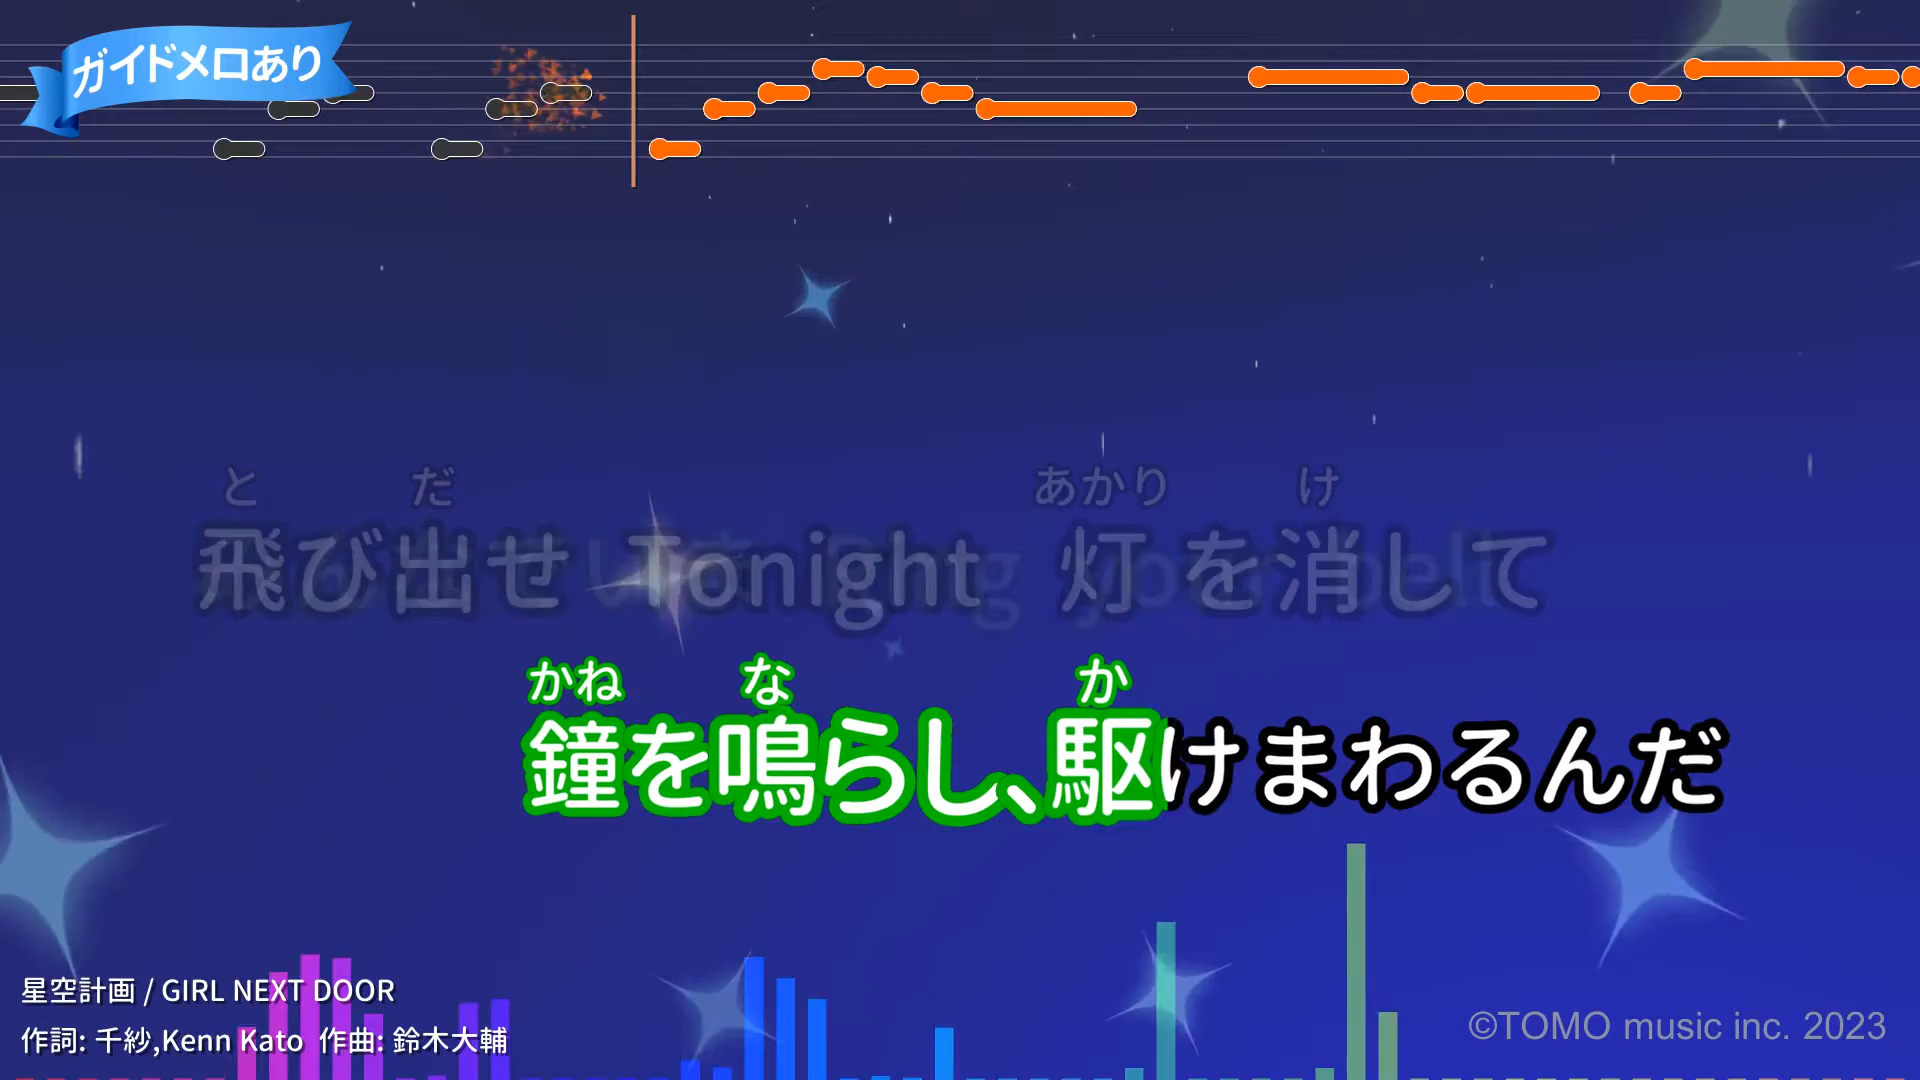 ガイドメロあり
と だ あかり け
飛び出せ Tonight 灯を消して
かね な か
鐘を鳴らし、駆けまわるんだ
星空計画 / GIRL NEXT DOOR
作詞: 千紗,Kenn Kato 作曲: 鈴木大輔
©TOMO music inc. 2023